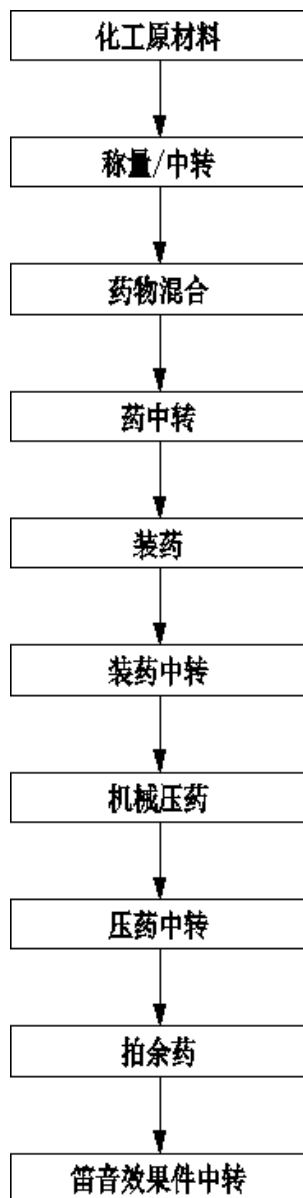 化工原材料
称量/中转
药物混合
药中转
装药
装药中转
机械压药
压药中转
拍余药
笛音效果件中转